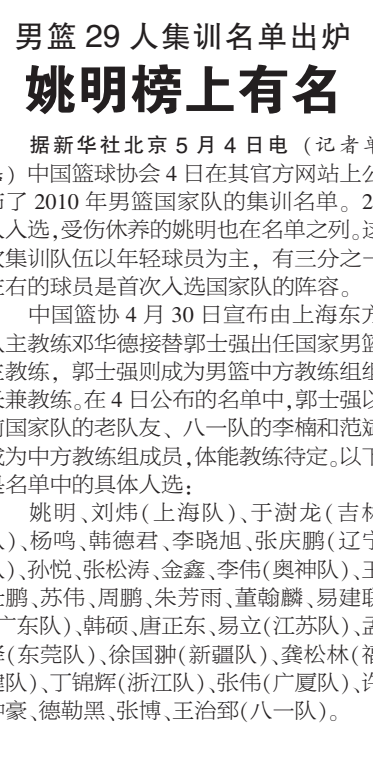 男篮 29 人集训名单出炉
姚明榜上有名
据新华社北京 5 月 4 日电（记者
）中国篮球协会 4 日在其官方网站上公
布了 2010 年男篮国家队的集训名单。2
人入选,受伤休养的姚明也在名单之列。这
次集训队伍以年轻球员为主，有三分之一
左右的球员是首次入选国家队的阵容。
中国篮协 4 月 30 日宣布由上海东方
队主教练邓华德接替郭士强出任国家男篮
主教练，郭士强则成为男篮中方教练组组
长兼教练。在 4 日公布的名单中,郭士强以
前国家队的老队友、八一队的李楠和范斌
成为中方教练组成员,体能教练待定。以下
是名单中的具体人选：
姚明、刘炜(上海队)、于澍龙(吉林
队)、杨鸣、韩德君、李晓旭、张庆鹏(辽宁
队)、孙悦、张松涛、金鑫、李伟(奥神队)、王
仕鹏、苏伟、周鹏、朱芳雨、董翰麟、易建联
(广东队)、韩硕、唐正东、易立(江苏队)、孟
(东莞队)、徐国翀(新疆队)、龚松林(福
建队)、丁锦辉(浙江队)、张伟(广厦队)、许
钟豪、德勒黑、张博、王治郅(八一队)。